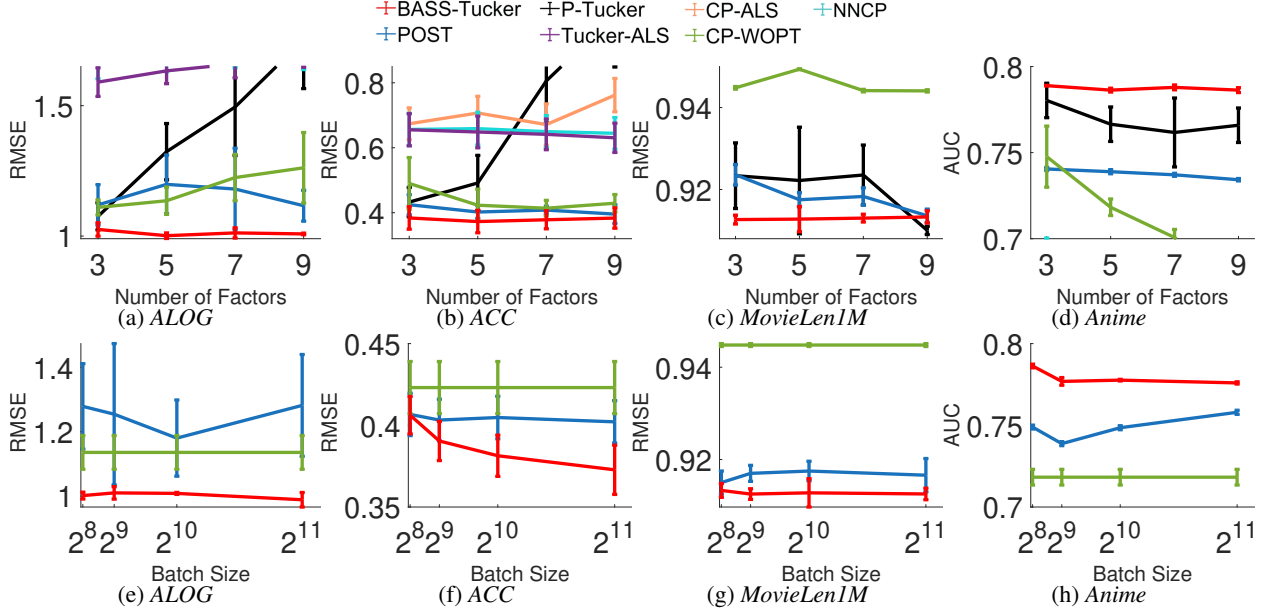 BASS-Tucker P-Tucker CP-ALS NNCP
POST Tucker-ALS CP-WOPT
RMSE 1.5 1
3 5 7 9
Number of Factors
(a) ALOG
RMSE 0.8 0.6 0.4
3 5 7 9
Number of Factors
(b) ACC
RMSE 0.94 0.92
3 5 7 9
Number of Factors
(c) MovieLen1M
AUC 0.8 0.75 0.7
3 5 7 9
Number of Factors
(d) Anime
RMSE 1.4 1.2 1
2^8 2^9 2^10 2^11
Batch Size
(e) ALOG
RMSE 0.45 0.4 0.35
2^8 2^9 2^10 2^11
Batch Size
(f) ACC
RMSE 0.94 0.92
2^8 2^9 2^10 2^11
Batch Size
(g) MovieLen1M
AUC 0.8 0.75 0.7
2^8 2^9 2^10 2^11
Batch Size
(h) Anime